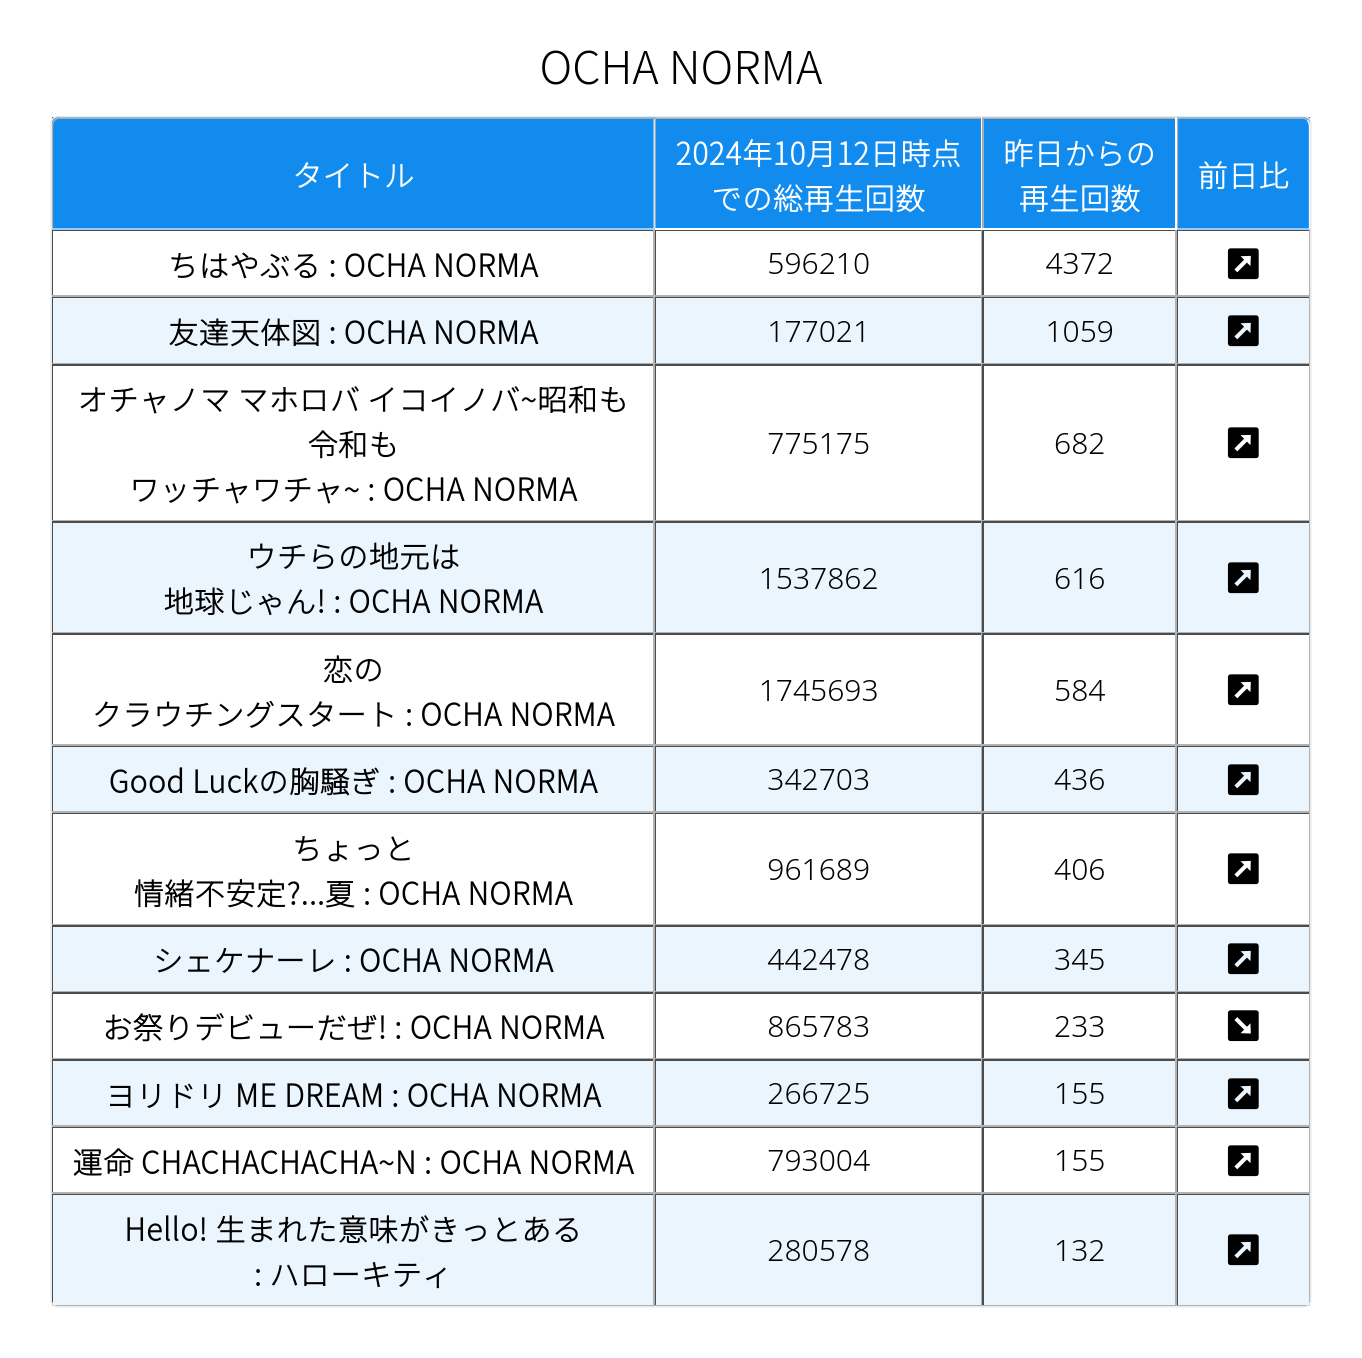 OCHA NORMA
タイトル
2024年10月12日時点
での総再生回数
昨日からの
再生回数
前日比
ちはやぶる : OCHA NORMA
596210
4372
友達天体図 : OCHA NORMA
177021
1059
オチャノマ マホロバ イコイノバ~昭和も
令和も
ワッチャワチャ~ : OCHA NORMA
775175
682
ウチらの地元は
地球じゃん! : OCHA NORMA
1537862
616
恋の
クラウチングスタート : OCHA NORMA
1745693
584
Good Luckの胸騒ぎ : OCHA NORMA
342703
436
ちょっと
情緒不安定?...夏 : OCHA NORMA
961689
406
シェケナーレ : OCHA NORMA
442478
345
お祭りデビューだぜ! : OCHA NORMA
865783
233
ヨリドリ ME DREAM : OCHA NORMA
266725
155
運命 CHACHACHACHA~N : OCHA NORMA
793004
155
Hello! 生まれた意味がきっとある
: ハローキティ
280578
132